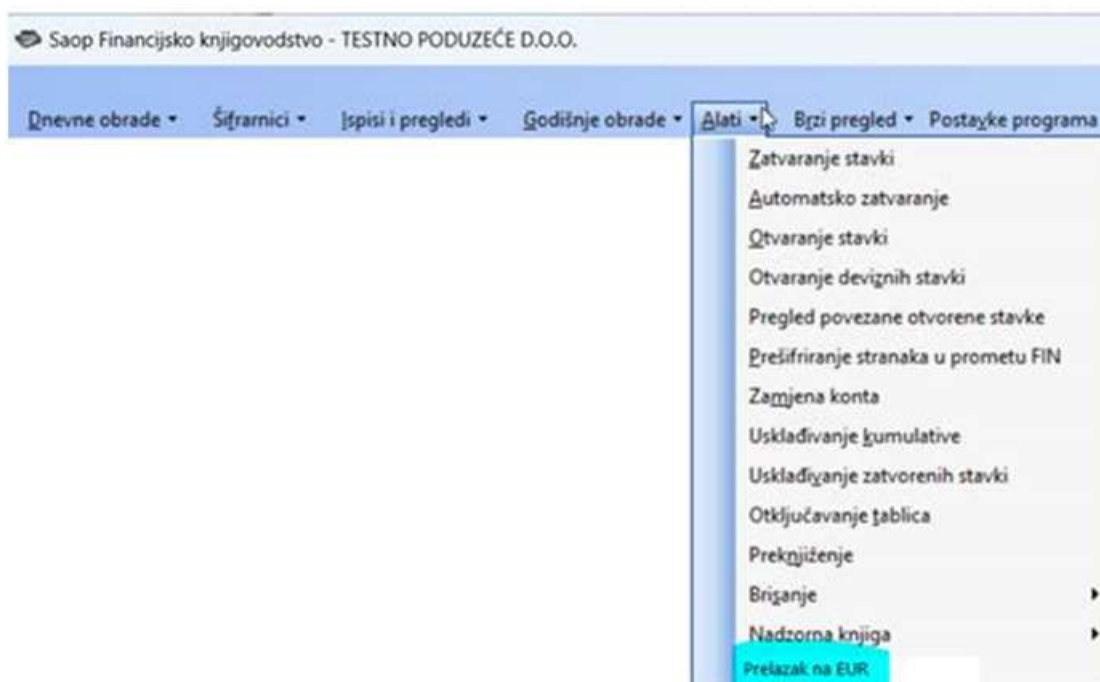 Saop Financijsko knjigovodstvo - TESTNO PODUZEĆE D.O.O.
Dnevne obrade Šifrarnici Ispisi i pregledi Godišnje obrade Alati Brzi pregled Postavke programa
Zatvaranje stavki
Automatsko zatvaranje
Otvaranje stavki
Otvaranje deviznih stavki
Pregled povezane otvorene stavke
Prešifriranje stranaka u prometu FIN
Zamjena konta
Usklađivanje kumulative
Usklađivanje zatvorenih stavki
Otključavanje tablica
Preknjiženje
Brisanje
Nadzorna knjiga
Prelazak na EUR